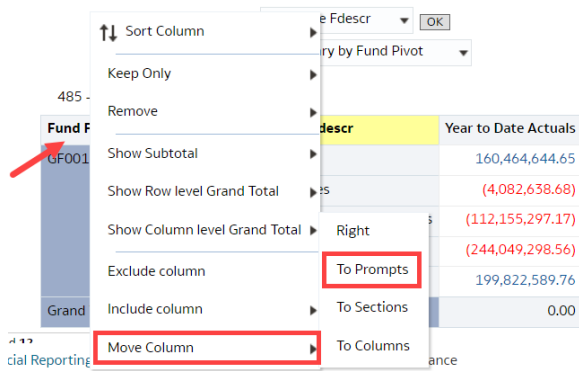 e Fdescr OK
Sort Column
ry by Fund Pivot
Keep Only
485 -
Remove
Fund F descr Year to Date Actuals
GF001 Show Subtotal 160,464,644.65
Show Row level Grand Total es (4,082,638.68)
Show Column level Grand Total Right s (112,155,297.17)
(244,049,298.56)
Exclude column To Prompts
199,822,589.76
Grand Include column To Sections 0.00
Move Column To Columns
cial Reporting ance